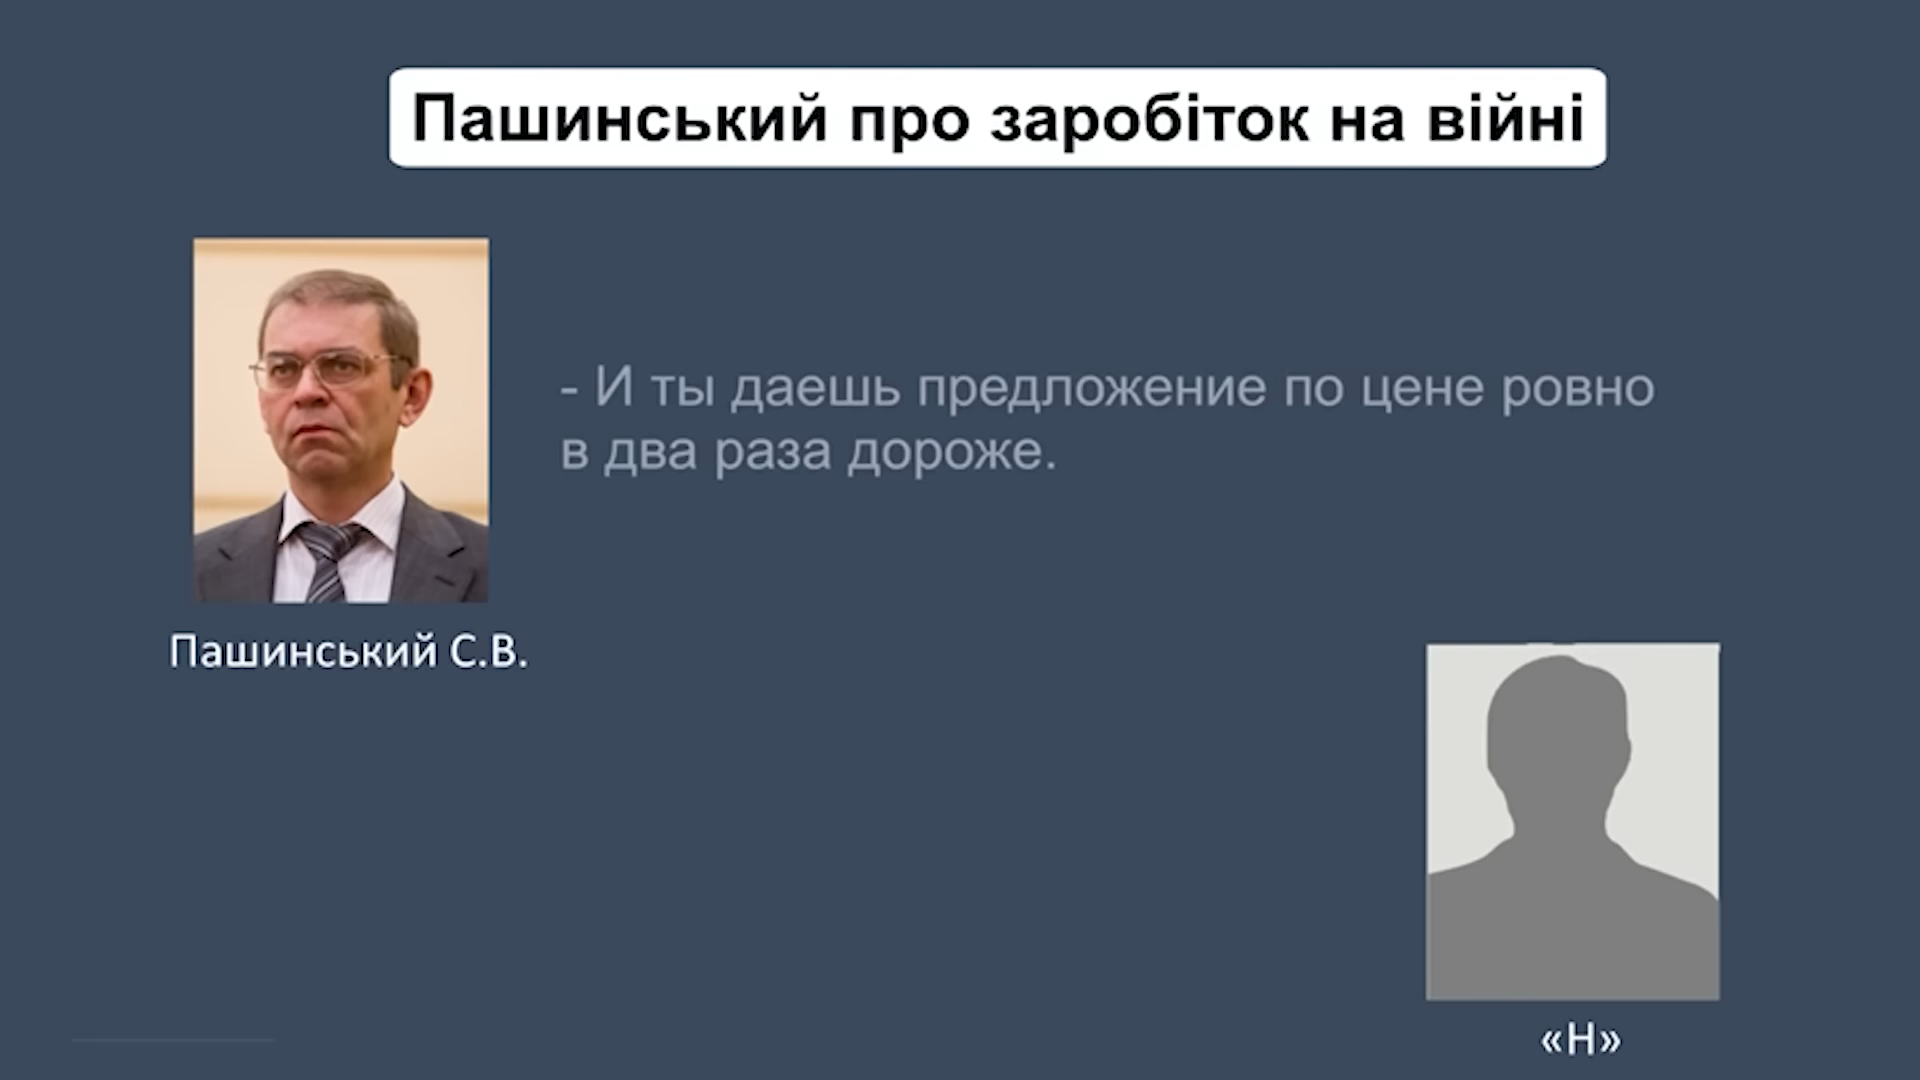 Пашинський про заробіток на війні
- И ты даешь предложение по цене ровно
в два раза дороже.
Пашинський С.В.
«Н»